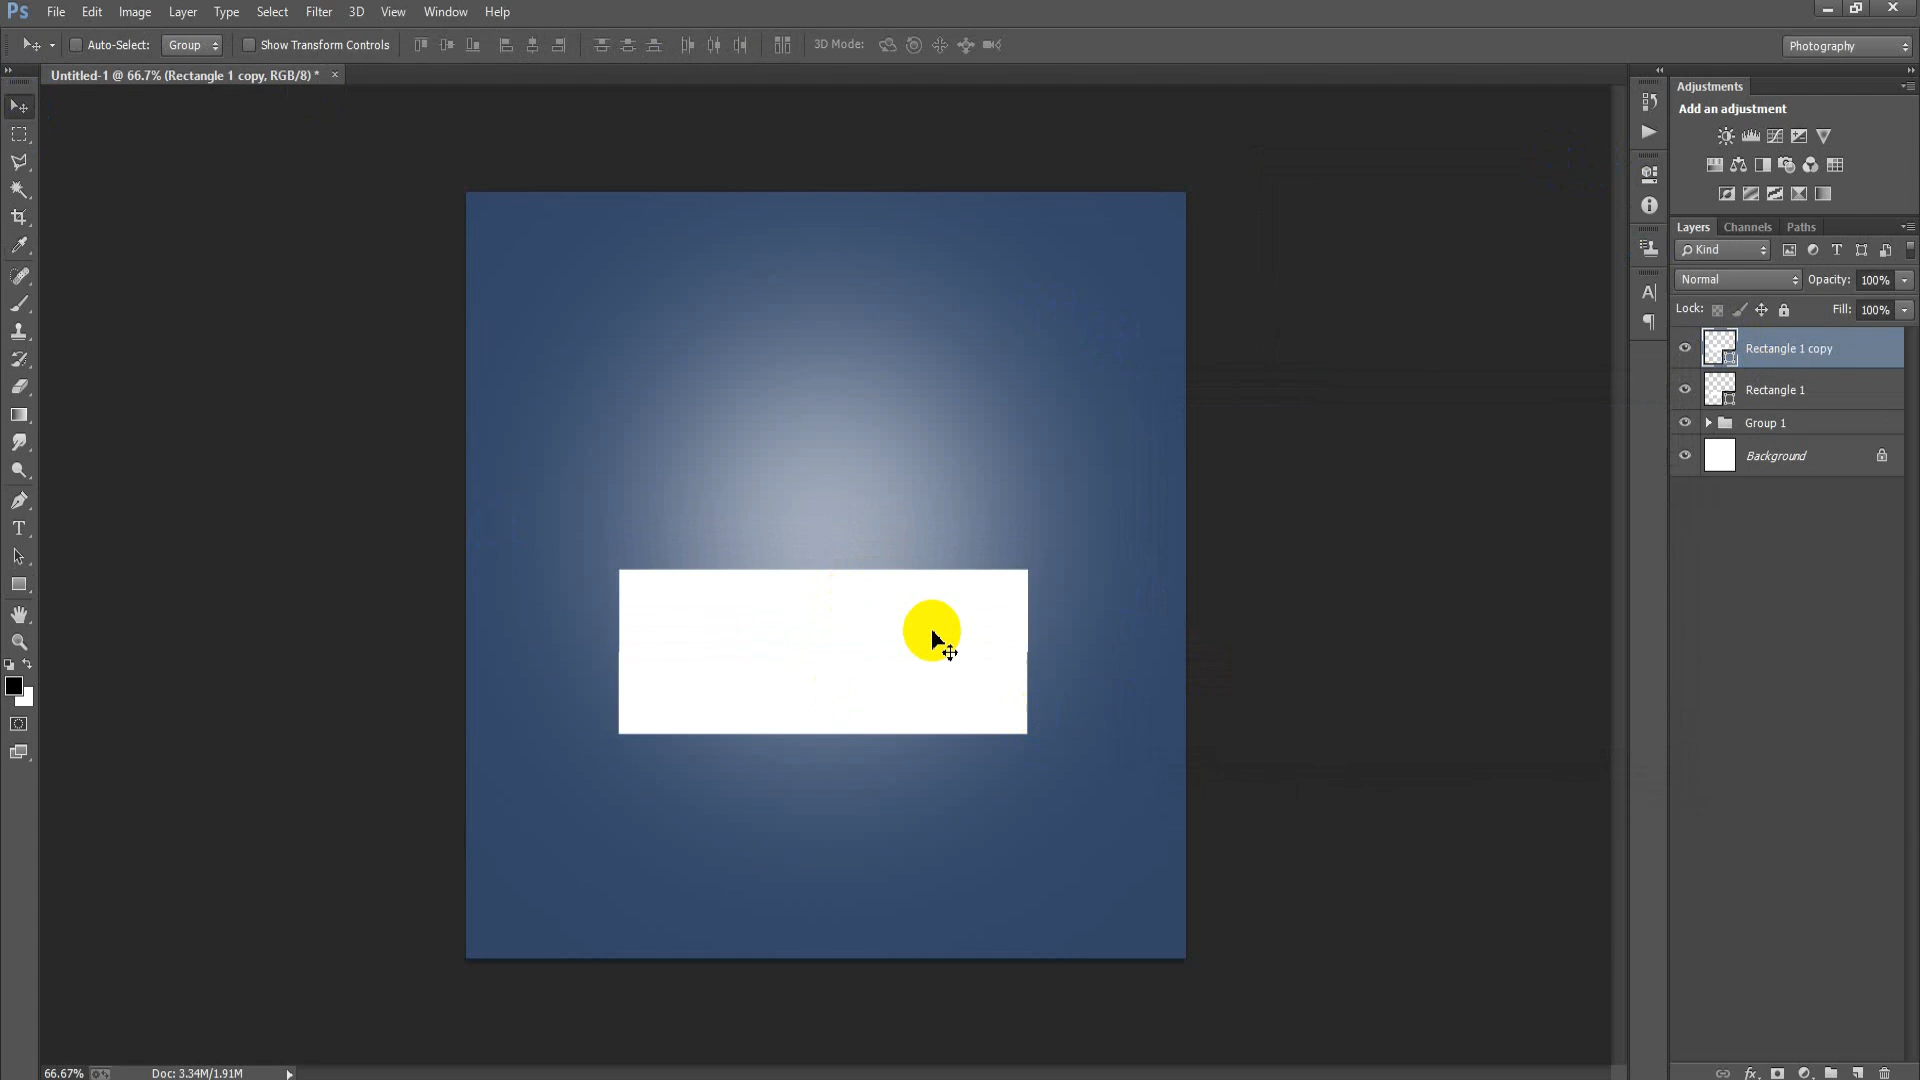 Ps File Edit Image Layer Type Select Filter 3D View Window Help
Auto-Select: Group Show Transform Controls 3D Mode: Photography
Untitled-1 @ 66.7% (Rectangle 1 copy, RGB/8) * ×
Adjustments
Add an adjustment
Layers Channels Paths
Kind
Normal Opacity: 100%
Lock: Fill: 100%
Rectangle 1 copy
Rectangle 1
Group 1
Background
66.67% Doc: 3.34M/1.91M